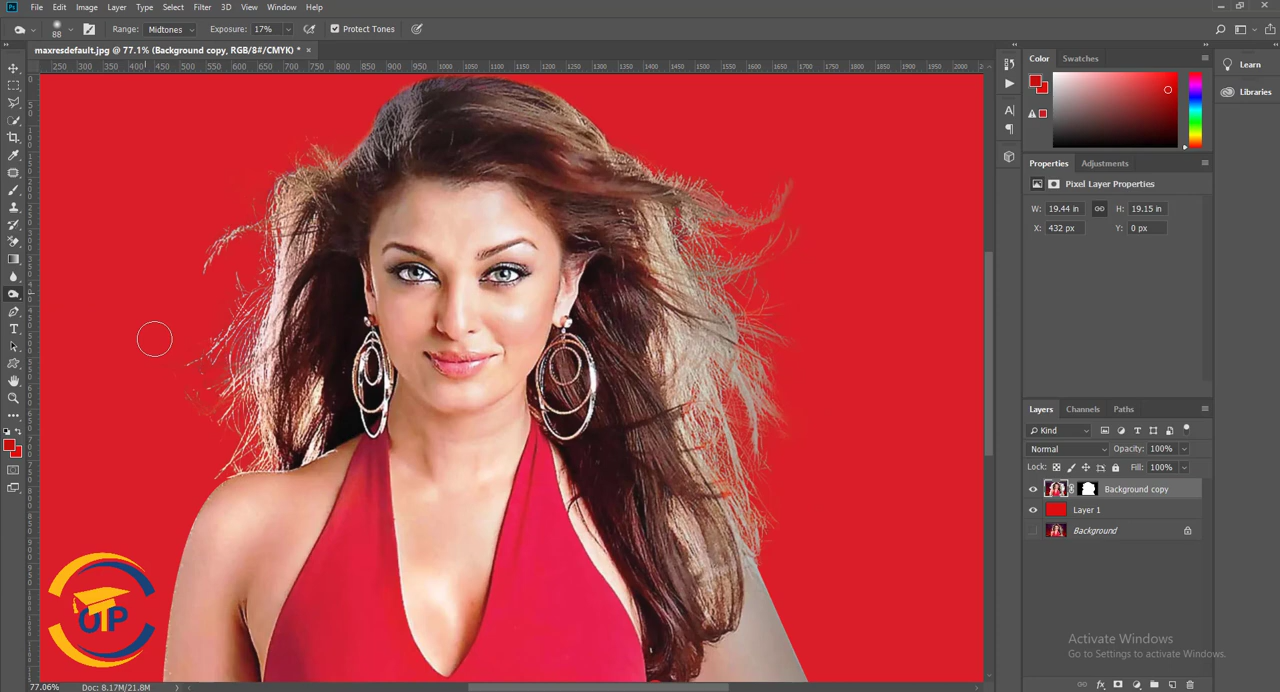 Ps File Edit Image Layer Type Select Filter 3D View Window Help
88 Range: Midtones Exposure: 17% Protect Tones
maxresdefault.jpg @ 77.1% (Background copy, RGB/8#/CMYK) * ×
250 300 350 400 450 500 550 600 650 700 750 800 850 900 950 1000 1050 1100 1150 1200 1250 1300 1350 1400 1450 1500 1550 1600 1650 1700 1750 1800 1850 1900 1950 2000
Color Swatches
Learn
Libraries
Properties Adjustments
Pixel Layer Properties
W: 19.44 in H: 19.15 in
X: 432 px Y: 0 px
Layers Channels Paths
Kind
Normal Opacity: 100%
Lock: Fill: 100%
Background copy
Layer 1
Background
UTP
Activate Windows
Go to Settings to activate Windows.
77.06% Doc: 8.17M/21.8M